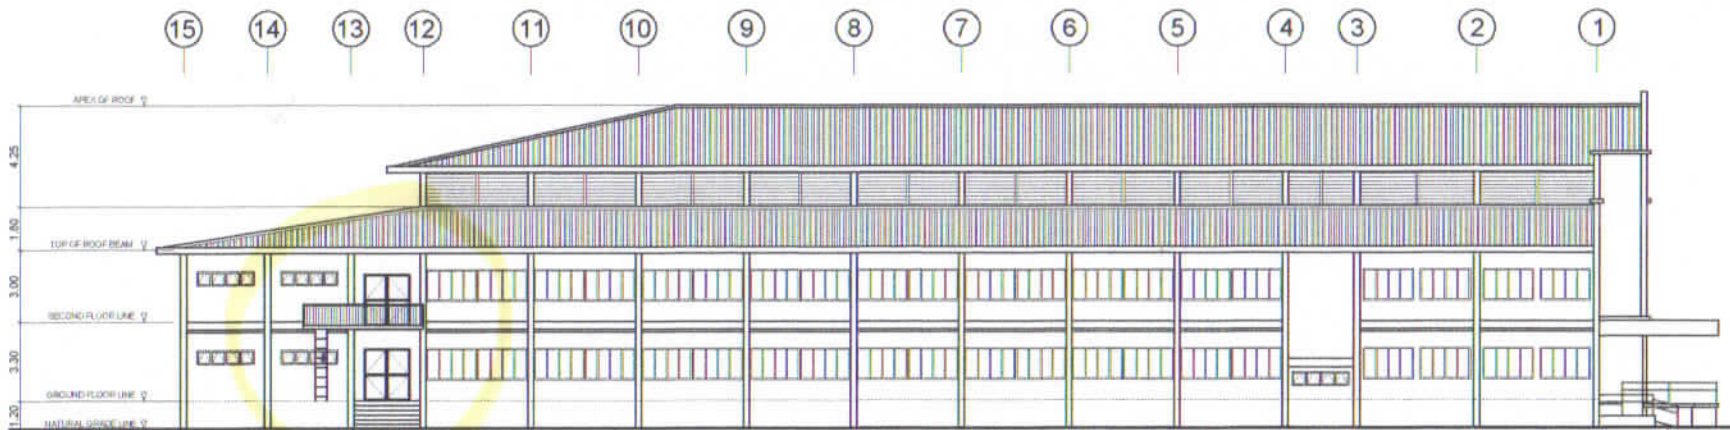 15 14 13 12 11 10 9 8 7 6 5 4 3 2 1
APEX OF ROOF
4.25
1.80
TOP OF ROOF BEAM
3.00
SECOND FLOOR LINE
3.30
GROUND FLOOR LINE
1.20
NATURAL GRADE LINE